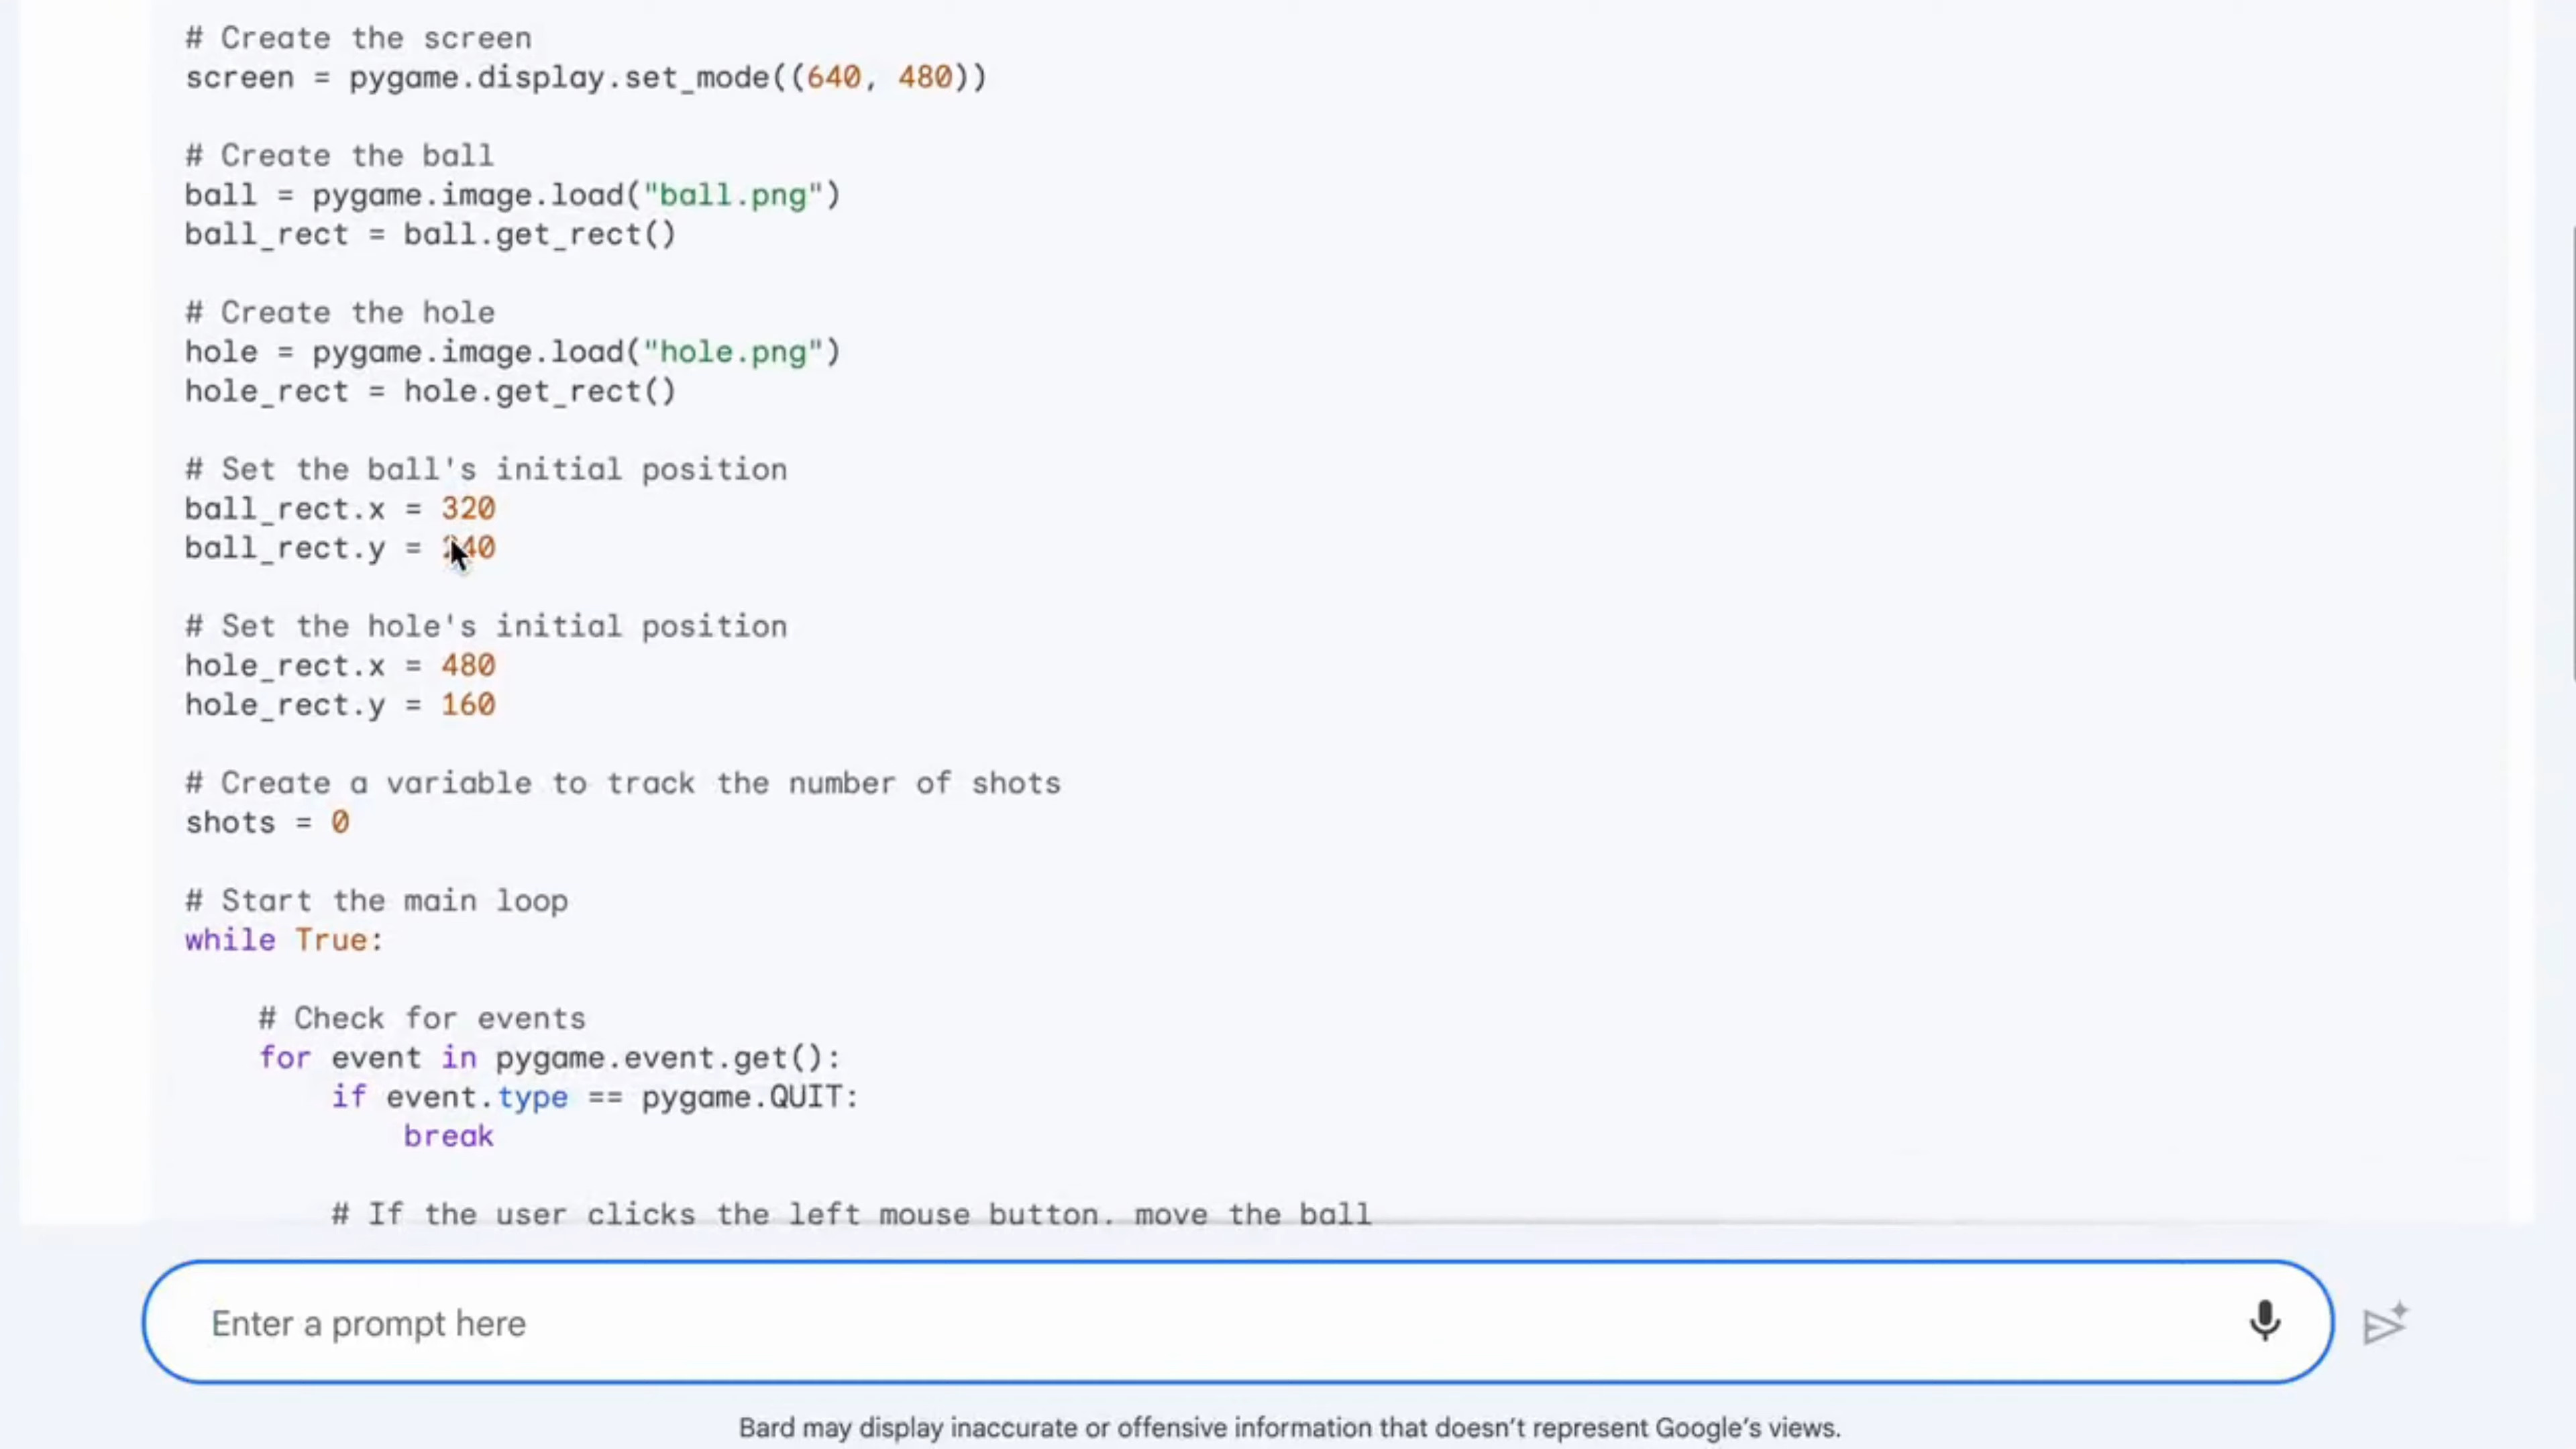 # Create the screen
screen = pygame.display.set_mode((640, 480))
# Create the ball
ball = pygame.image.load("ball.png")
ball_rect = ball.get_rect()
# Create the hole
hole = pygame.image.load("hole.png")
hole_rect = hole.get_rect()
# Set the ball's initial position
ball_rect.x = 320
ball_rect.y =
# Set the hole's initial position
hole_rect.x = 480
hole_rect.y = 160
# Create a variable to track the number of shots
shots = 0
# Start the main loop
while True:
# Check for events
for event in pygame.event.get():
if event.type == pygame.QUIT:
break
# If the user clicks the left mouse button, move the ball
Enter a prompt here
Bard may display inaccurate or offensive information that doesn't represent Google's views.